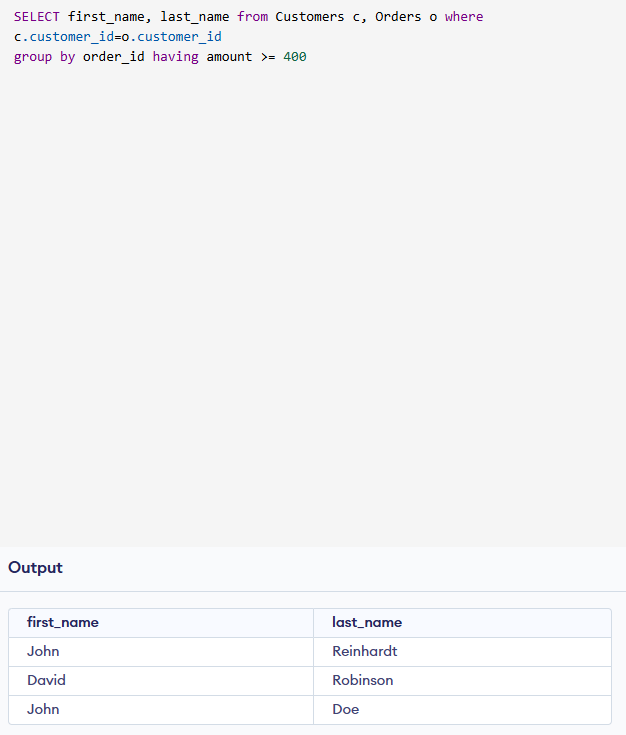 SELECT first_name, last_name from Customers c, Orders o where
c.customer_id=o.customer_id
group by order_id having amount >= 400
Output
first_name last_name
John Reinhardt
David Robinson
John Doe